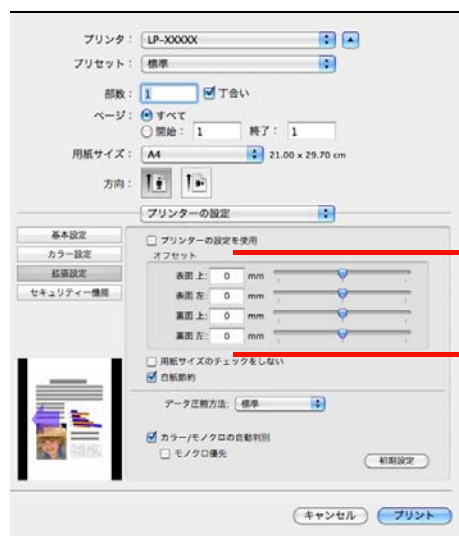 プリンタ： LP-XXXXX
プリセット： 標準
部数： 1 丁合い
ページ： すべて
開始： 1 終了： 1
用紙サイズ： A4 21.00 x 29.70 cm
方向：
プリンターの設定
基本設定
カラー設定
拡張設定
セキュリティー機能
プリンターの設定を使用
オフセット
表面 上: 0 mm
表面 左: 0 mm
裏面 上: 0 mm
裏面 左: 0 mm
用紙サイズのチェックをしない
白紙節約
データ圧縮方法: 標準
カラー/モノクロの自動判別
モノクロ優先
初期設定
キャンセル プリント